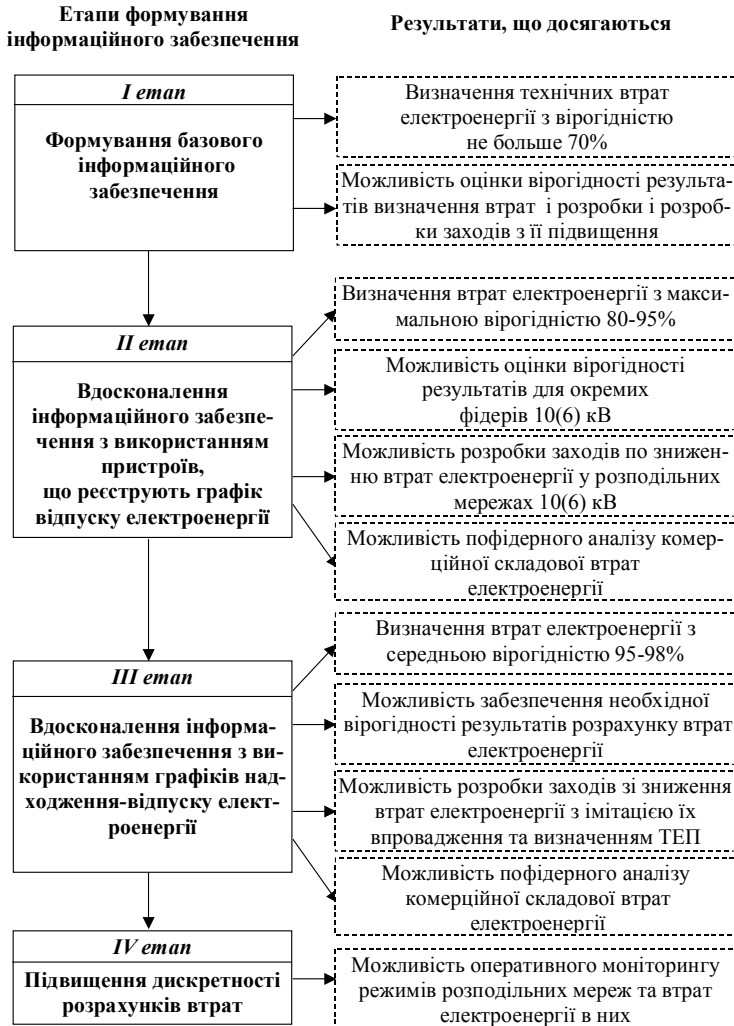 Етапи формування
інформаційного забезпечення
Результати, що досягаються
I етап
Формування базового
інформаційного
забезпечення
Визначення технічних втрат
електроенергії з вірогідністю
не больше 70%
Можливість оцінки вірогідності результа-
тів визначення втрат і розробки і розроб-
ки заходів з її підвищення
II етап
Вдосконалення
інформаційного забезпе-
чення з використанням
пристроїв,
що реєструють графік
відпуску електроенергії
Визначення втрат електроенергії з макси-
мальною вірогідністю 80-95%
Можливість оцінки вірогідності
результатів для окремих
фідерів 10(6) кВ
Можливість розробки заходів по знижен-
ню втрат електроенергії у розподільних
мережах 10(6) кВ
Можливість пофідерного аналізу комер-
ційної складової втрат
електроенергії
III етап
Вдосконалення інформа-
ційного забезпечення з ви-
користанням графіків над-
ходження-відпуску елект-
роенергії
Визначення втрат електроенергії з
середньою вірогідністю 95-98%
Можливість забезпечення необхідної
вірогідності результатів розрахунку втрат
електроенергії
Можливість розробки заходів зі зниження
втрат електроенергії з імітацією їх
впровадження та визначенням ТЕП
Можливість пофідерного аналізу
комерційної складової втрат
електроенергії
IV етап
Підвищення дискретності
розрахунків втрат
Можливість оперативного моніторингу
режимів розподільних мереж та втрат
електроенергії в них